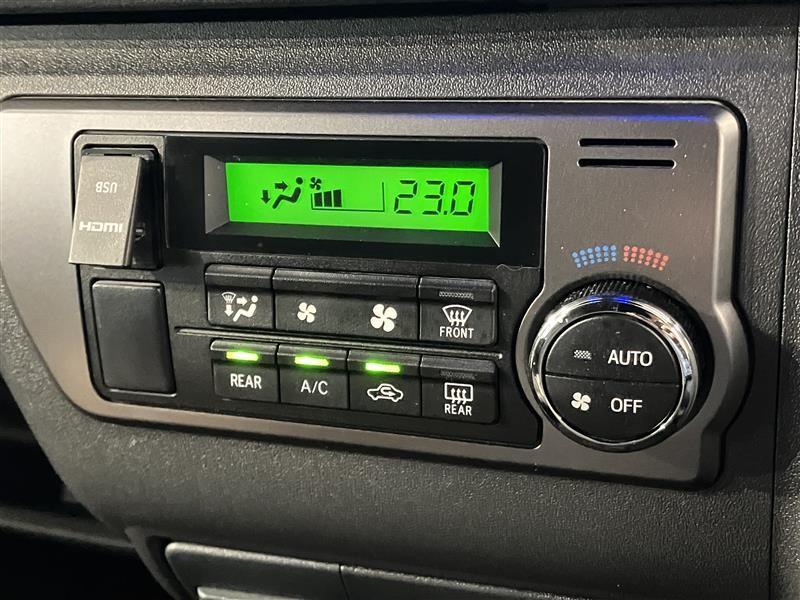 USB
HDMI
23.0
FRONT
REAR
A/C
REAR
AUTO
OFF